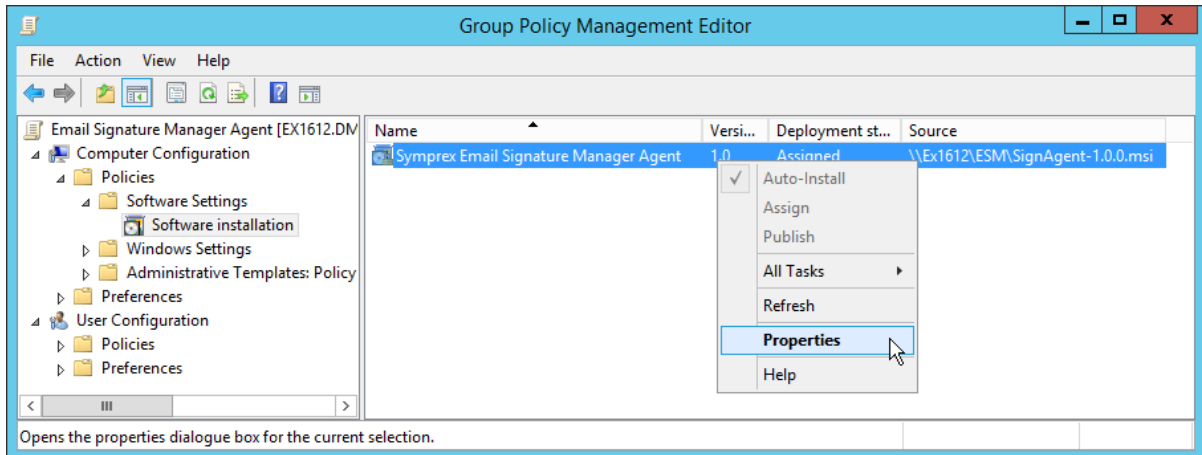 Group Policy Management Editor
File Action View Help
Email Signature Manager Agent [EX1612.DM
Computer Configuration
Policies
Software Settings
Software installation
Windows Settings
Administrative Templates: Policy
Preferences
User Configuration
Policies
Preferences
Name Versi... Deployment st... Source
Symprex Email Signature Manager Agent 1.0 Assigned \\Ex1612\ESM\SignAgent-1.0.0.msi
Auto-Install
Assign
Publish
All Tasks
Refresh
Properties
Help
Opens the properties dialogue box for the current selection.